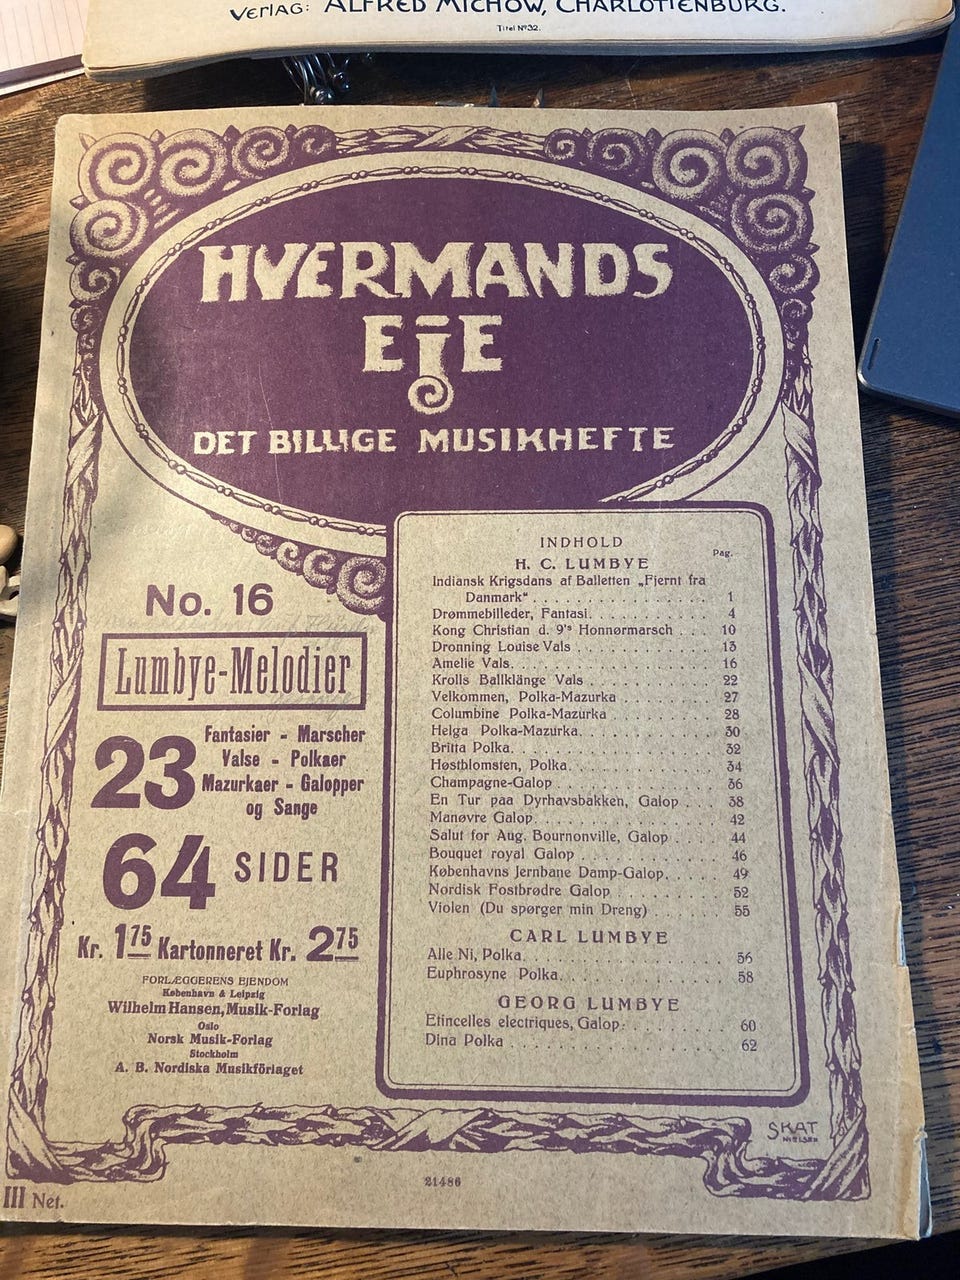 Verlag: ALFRED MICHOW, CHARLOTTENBURG.
Titel No 32.
HVERMANDS
EJE
DET BILLIGE MUSIKHEFTE
No. 16
Lumbye-Melodier
23 Fantasier - Marscher
Valse - Polkaer
Mazurkaer - Galopper
og Sange
64 SIDER
Kr. 1 75 Kartonneret Kr. 2 75
FORLÆGGERENS EJENDOM
København & Leipzig
Wilhelm Hansen, Musik-Forlag
Oslo
Norsk Musik-Forlag
Stockholm
A. B. Nordiska Musikförlaget
INDHOLD
Pag.
H. C. LUMBYE
Indiansk Krigsdans af Balletten „Fjernt fra
Danmark“ . . . . . . . . . 1
Drømmebilleder, Fantasi. . . . . . . . . 4
Kong Christian d. 9's Honnørmarsch . . . 10
Dronning Louise Vals . . . . . . . . . 13
Amelie Vals. . . . . . . . . 16
Krolls Ballklänge Vals . . . . . . . . . 22
Velkommen, Polka-Mazurka . . . . . . . . . 27
Columbine Polka-Mazurka . . . . . . . . . 28
Helga Polka-Mazurka. . . . . . . . . 30
Britta Polka. . . . . . . . . 32
Høstblomsten, Polka. . . . . . . . . 34
Champagne-Galop . . . . . . . . . 36
En Tur paa Dyrhavsbakken, Galop . . . 38
Manøvre Galop. . . . . . . . . 42
Salut for Aug. Bournonville, Galop . . . . 44
Bouquet royal Galop . . . . . . . . . 46
Københavns Jernbane Damp-Galop. . . . . 49
Nordisk Fostbrødre Galop . . . . . . . . . 52
Violen (Du spørger min Dreng) . . . . . . 55
CARL LUMBYE
Alle Ni, Polka. . . . . . . . . 56
Euphrosyne Polka. . . . . . . . . 58
GEORG LUMBYE
Etincelles electriques, Galop . . . . . . . . . 60
Dina Polka . . . . . . . . . 62
SKAT
NIELSEN
III Net.
21486